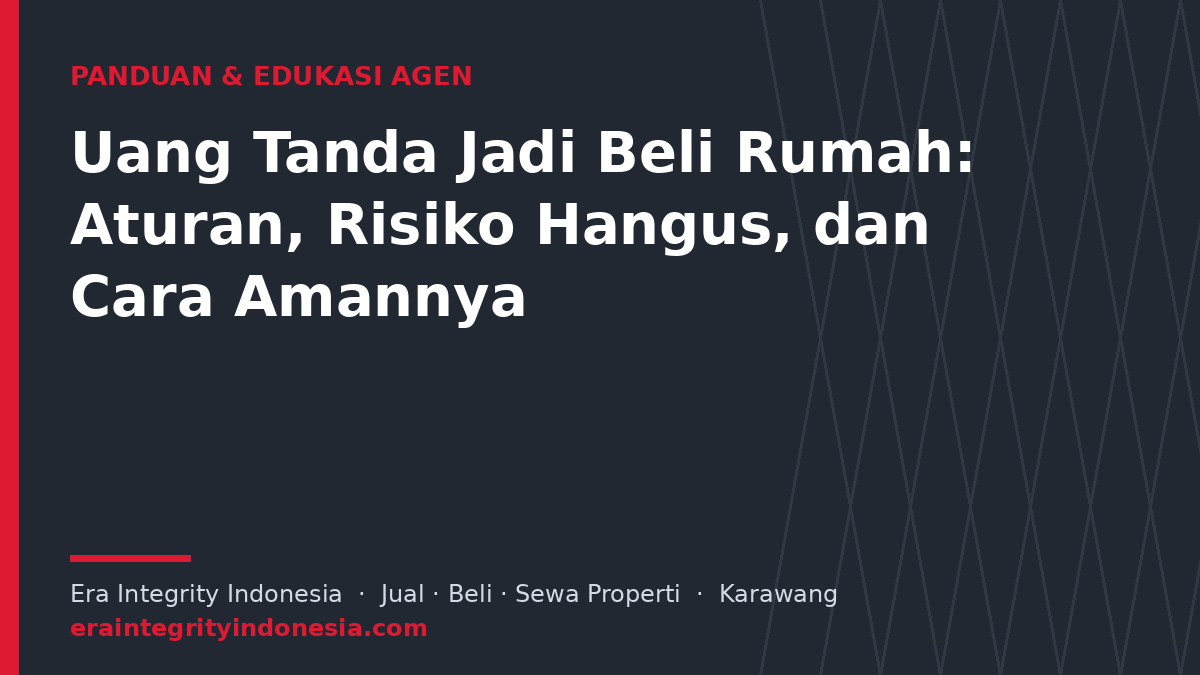 PANDUAN & EDUKASI AGEN
Uang Tanda Jadi Beli Rumah:
Aturan, Risiko Hangus, dan
Cara Amannya
Era Integrity Indonesia · Jual · Beli · Sewa Properti · Karawang
eraintegrityindonesia.com